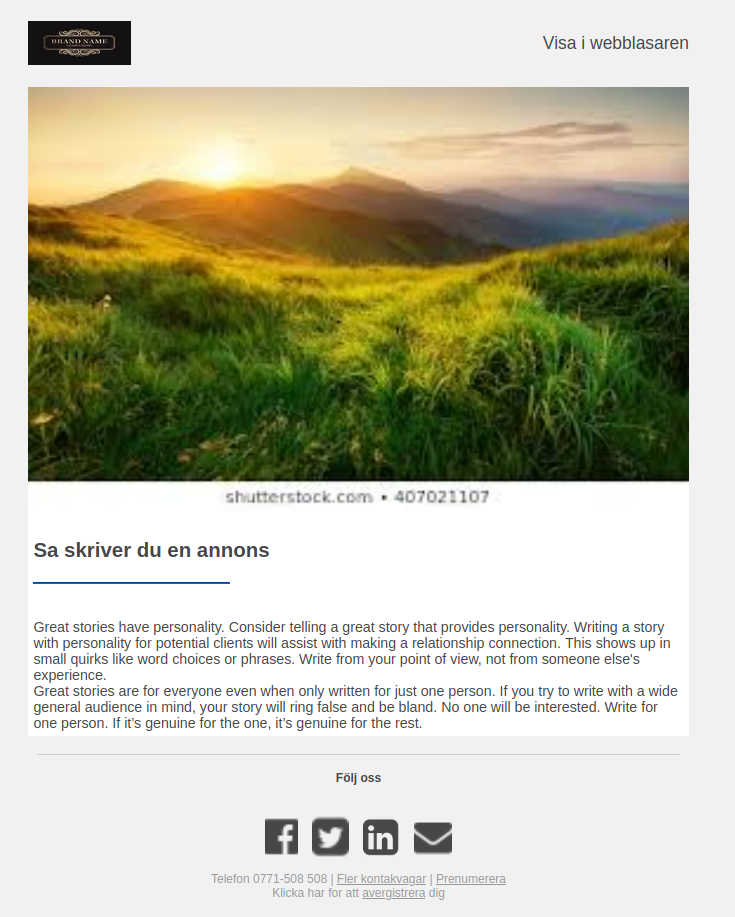 BRAND NAME
Visa i webblasaren
shutterstock.com • 407021107
Sa skriver du en annons
Great stories have personality. Consider telling a great story that provides personality. Writing a story
with personality for potential clients will assist with making a relationship connection. This shows up in
small quirks like word choices or phrases. Write from your point of view, not from someone else's
experience.
Great stories are for everyone even when only written for just one person. If you try to write with a wide
general audience in mind, your story will ring false and be bland. No one will be interested. Write for
one person. If it’s genuine for the one, it’s genuine for the rest.
Följ oss
Telefon 0771-508 508 | Fler kontakvagar | Prenumerera
Klicka har for att avergistrera dig